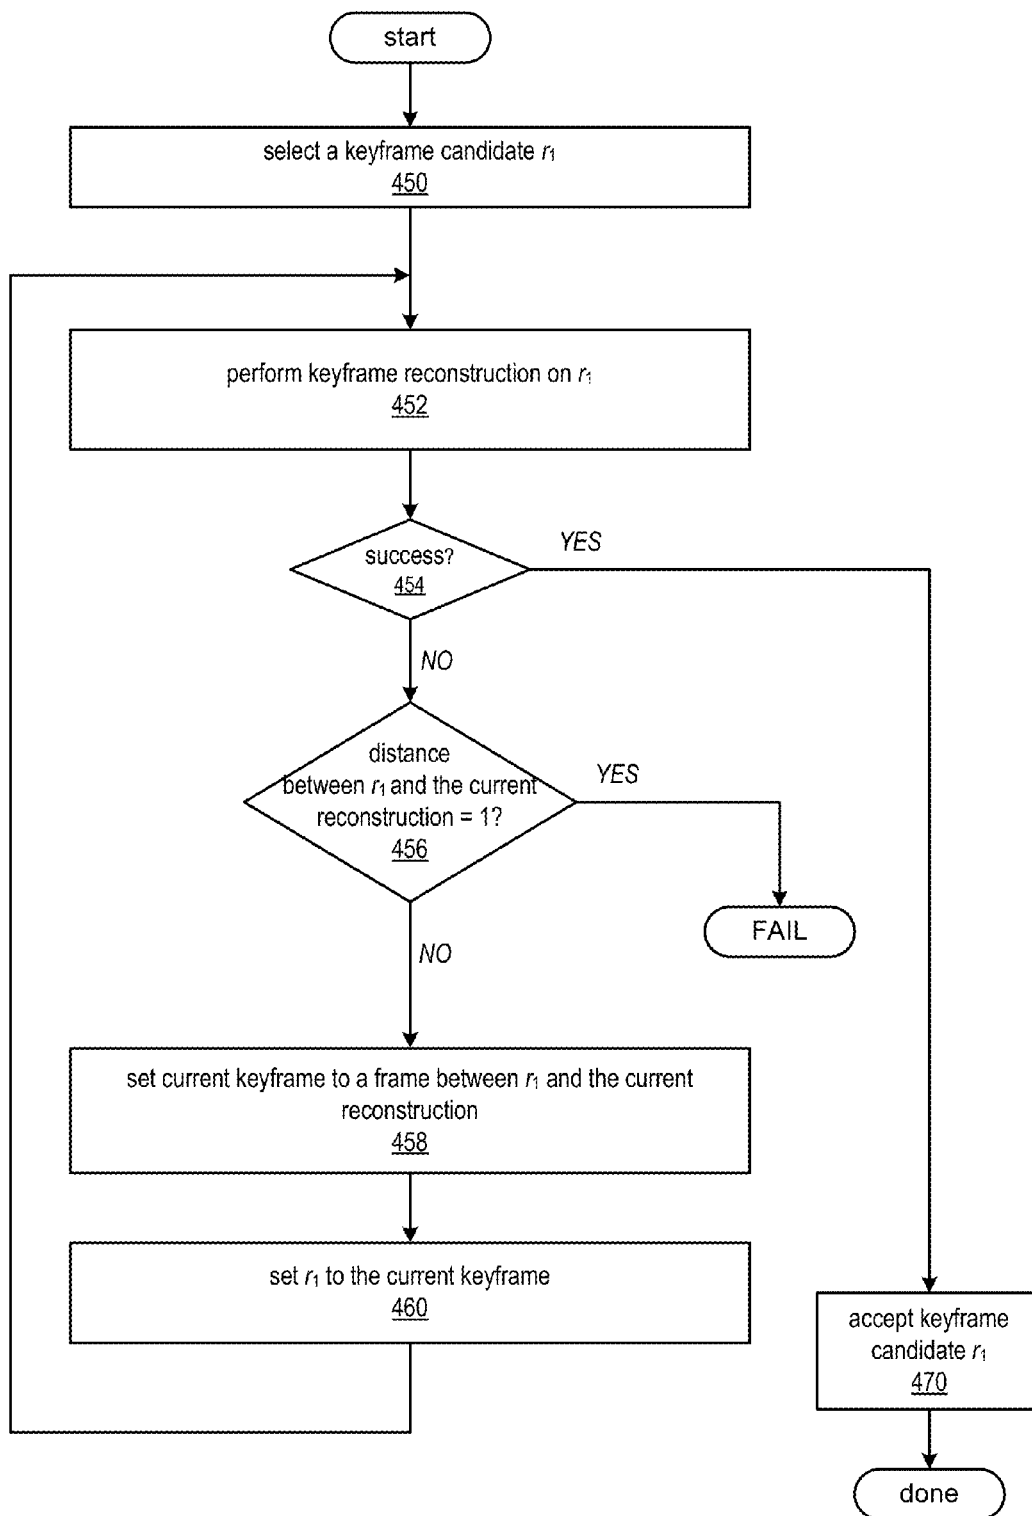 start
select a keyframe candidate r1
450
perform keyframe reconstruction on r1
452
success?
454
YES
NO
distance
between r1 and the current
reconstruction = 1?
456
YES
FAIL
NO
set current keyframe to a frame between r1 and the current
reconstruction
458
set r1 to the current keyframe
460
accept keyframe
candidate r1
470
done